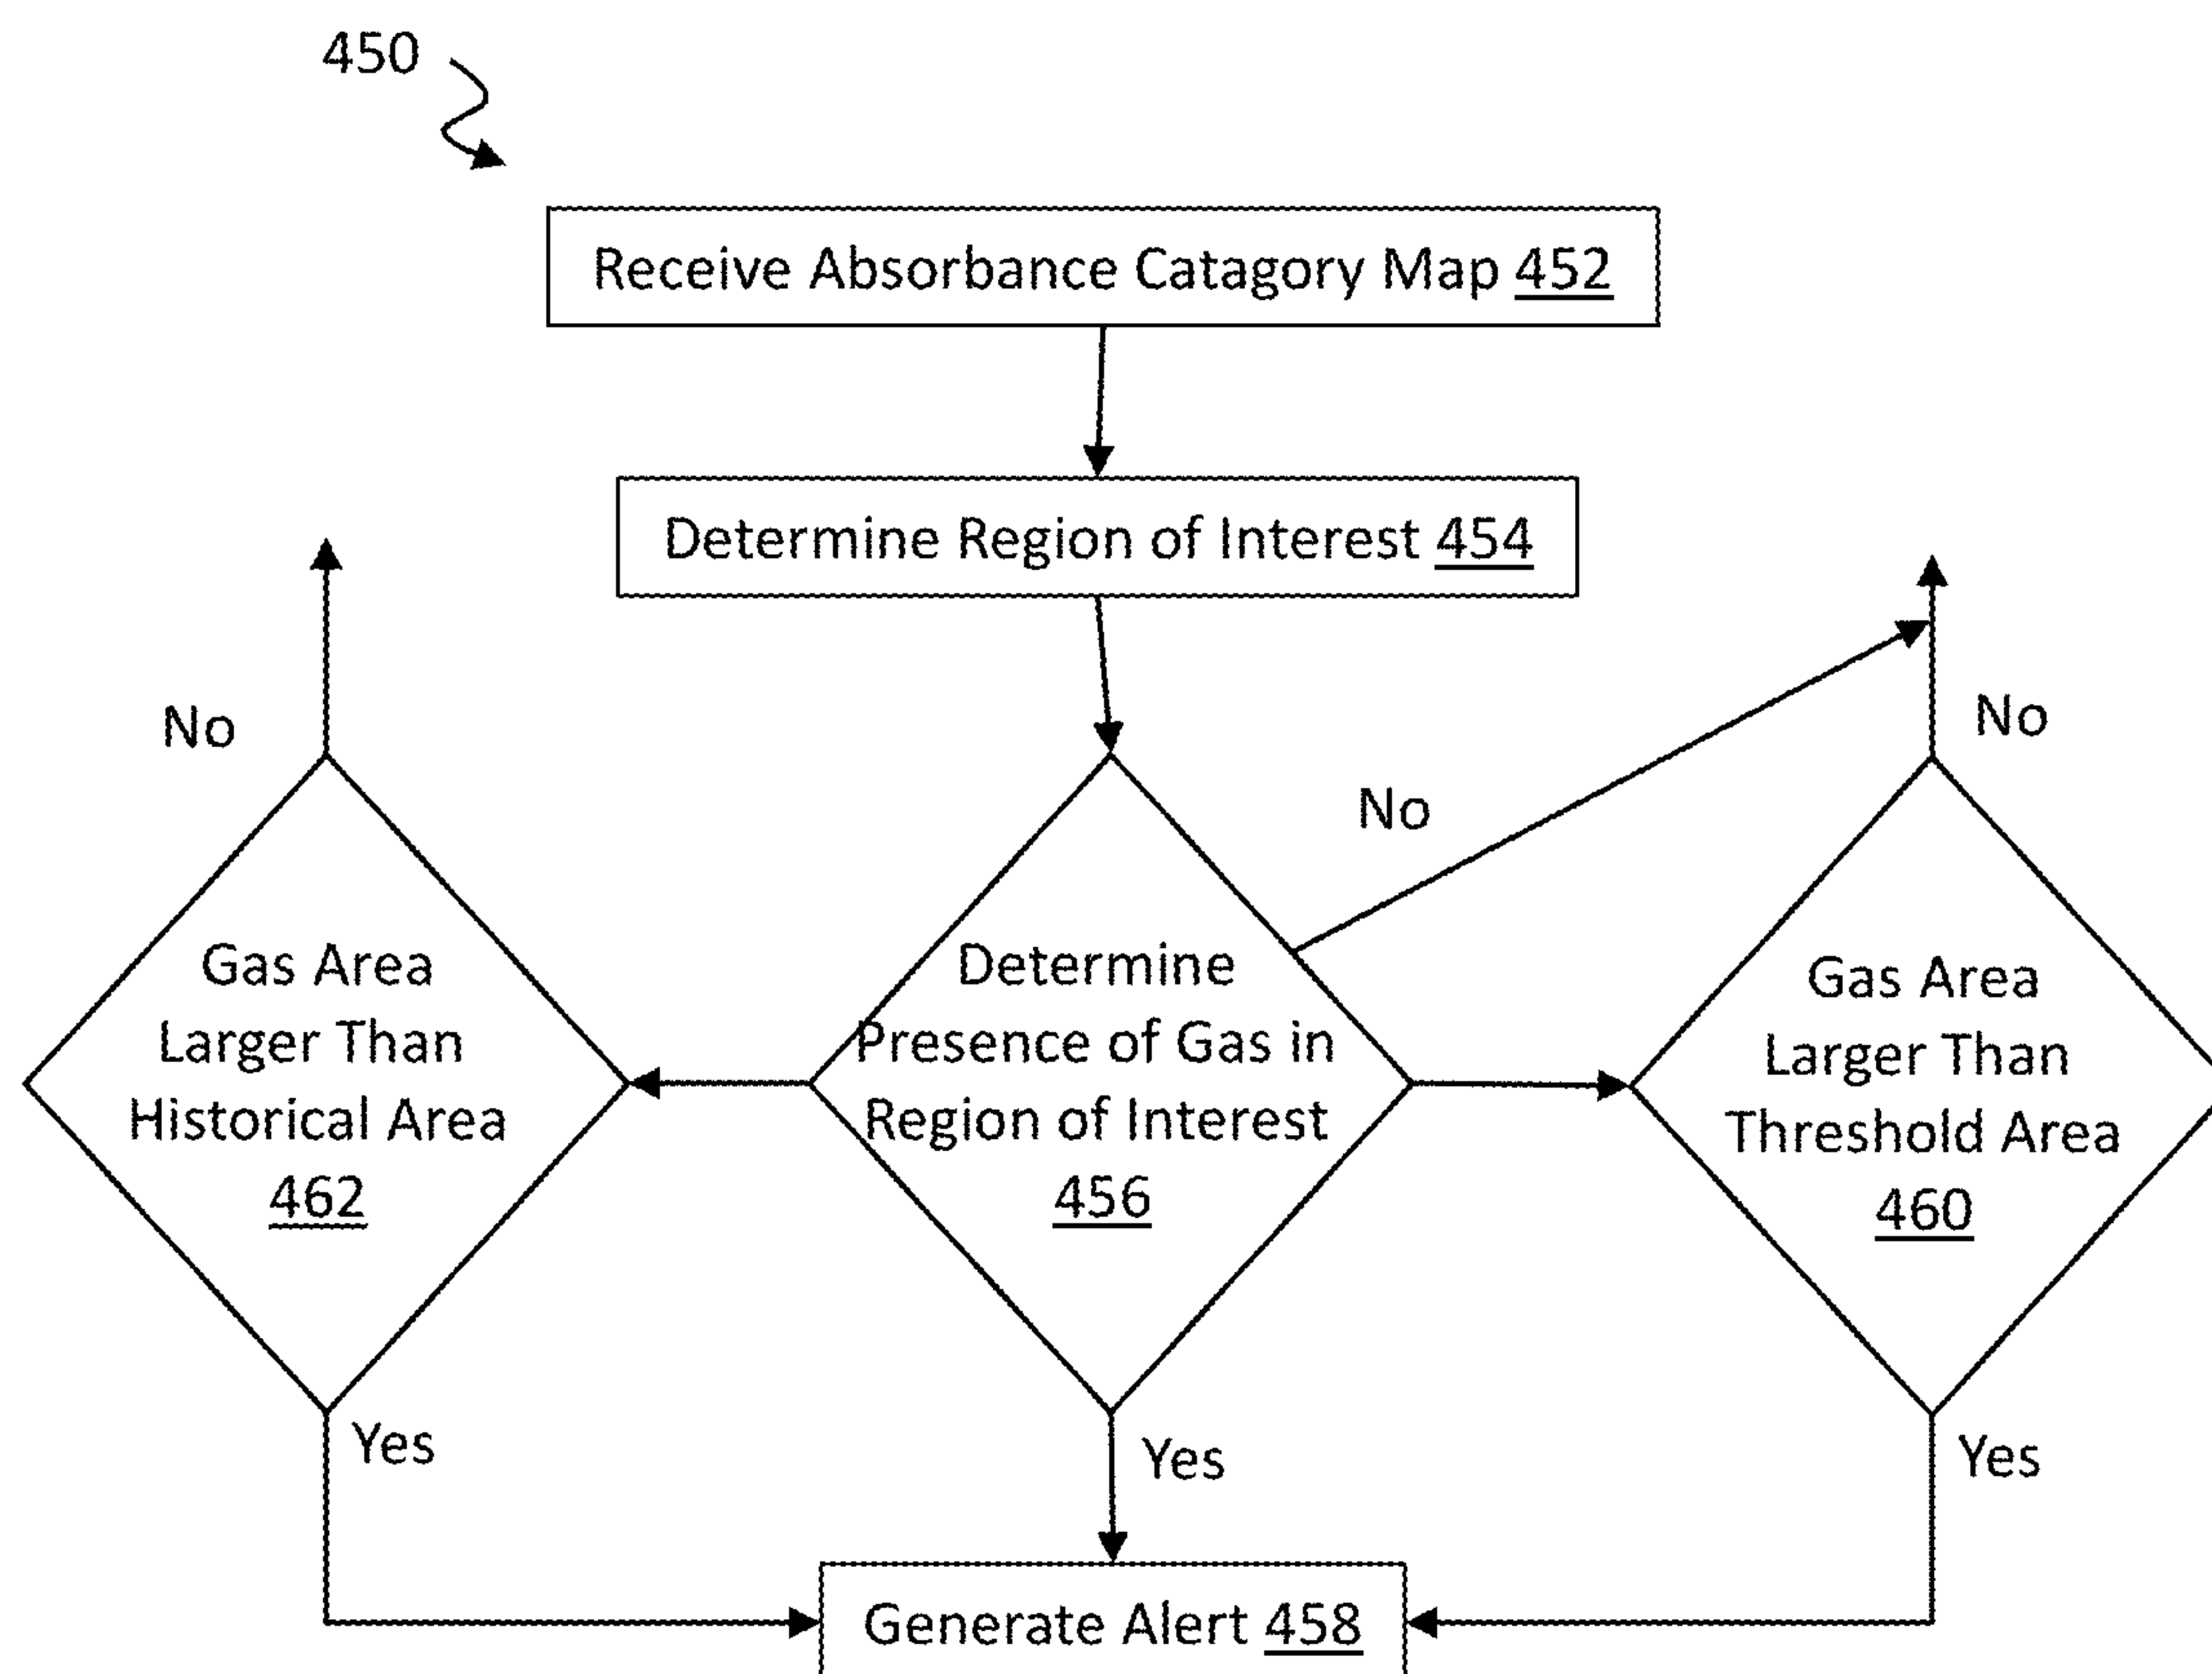 450
Receive Absorbance Catagory Map 452
Determine Region of Interest 454
No
No
No
Gas Area
Larger Than
Historical Area
462
Determine
Presence of Gas in
Region of Interest
456
Gas Area
Larger Than
Threshold Area
460
Yes
Yes
Yes
Generate Alert 458